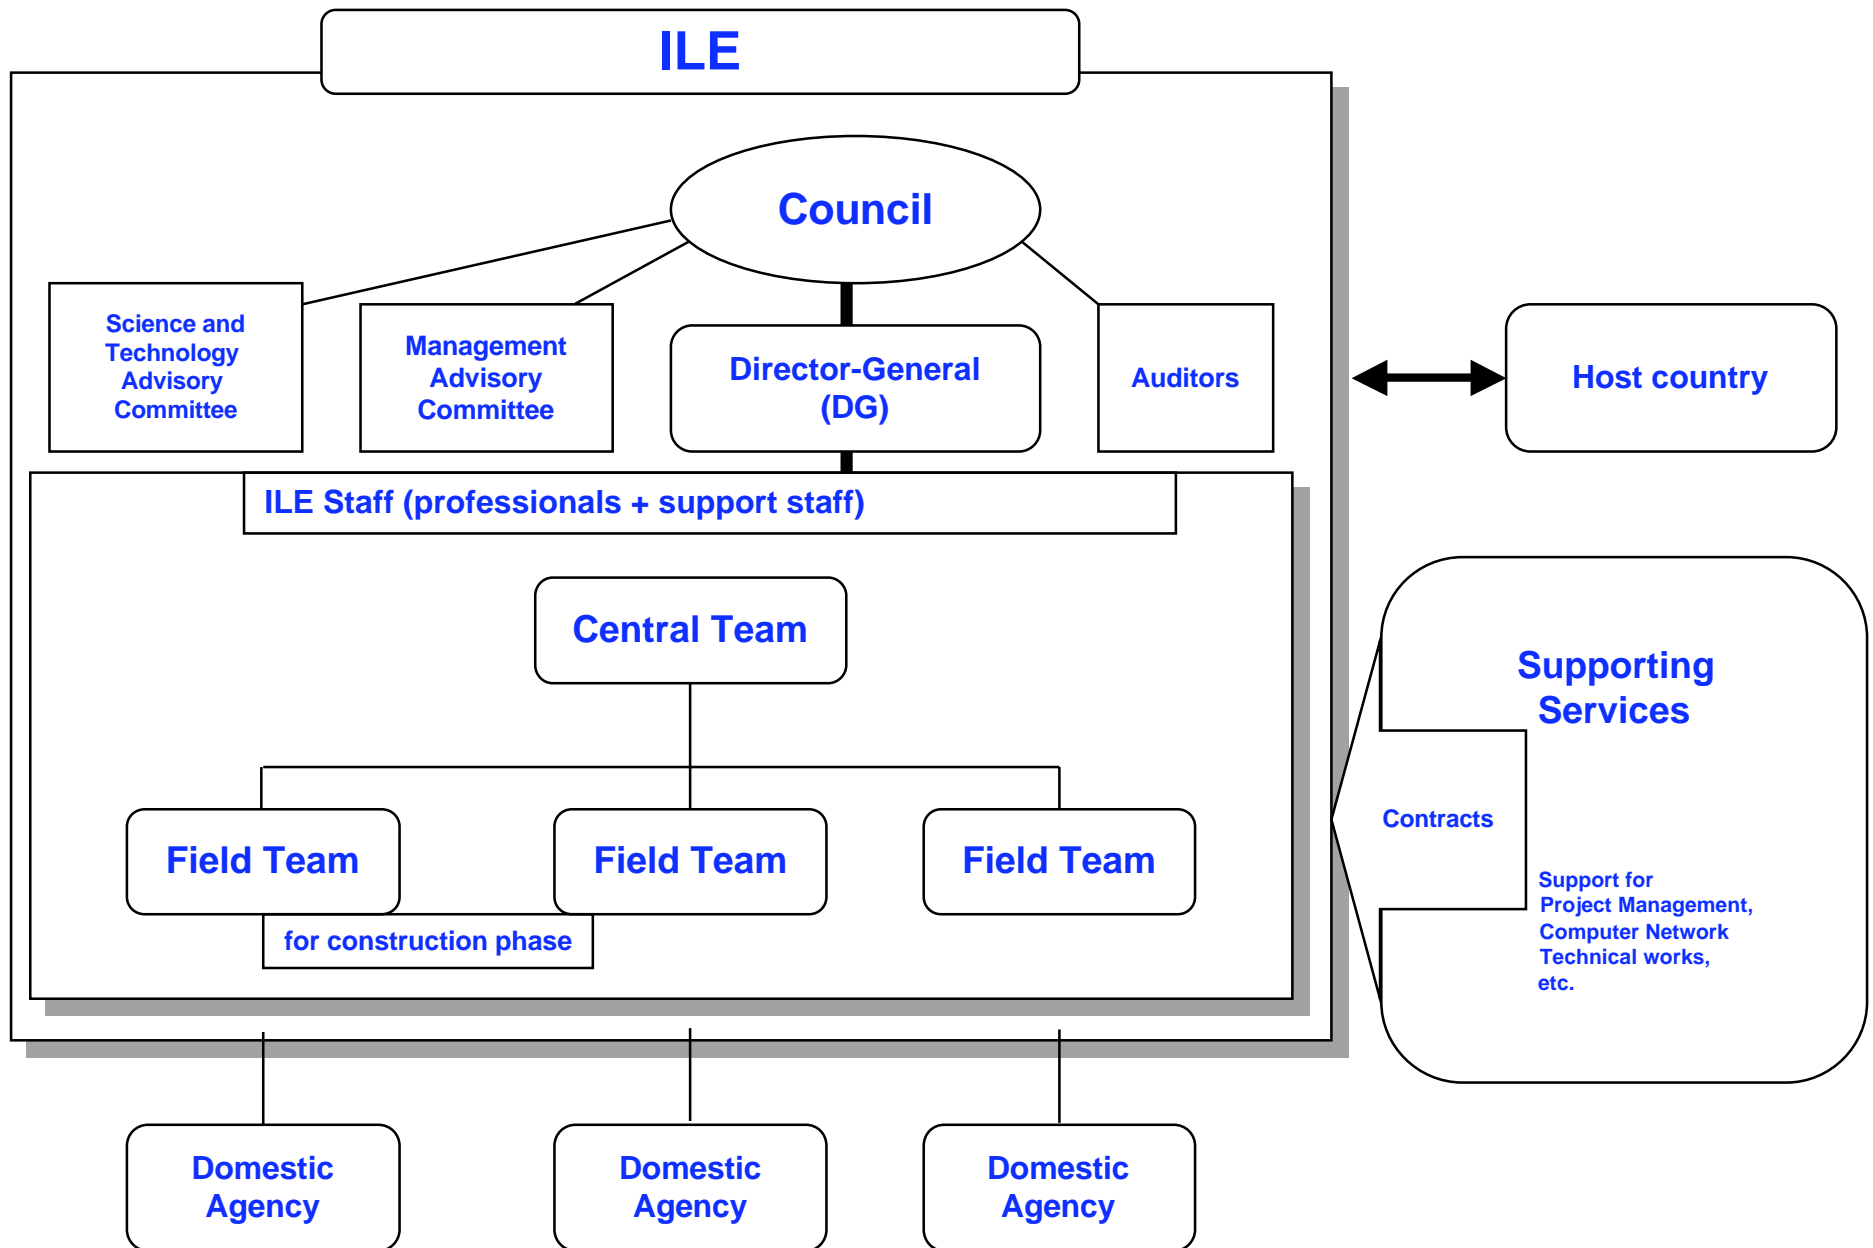 ILE
Council
Science and
Technology
Advisory
Committee
Management
Advisory
Committee
Director-General
(DG)
Auditors
Host country
ILE Staff (professionals + support staff)
Central Team
Supporting
Services
Field Team
Field Team
Field Team
Contracts
for construction phase
Support for
Project Management,
Computer Network
Technical works,
etc.
Domestic
Agency
Domestic
Agency
Domestic
Agency